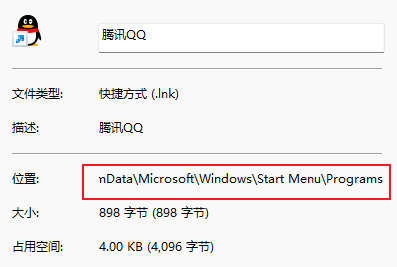 腾讯QQ
文件类型: 快捷方式 (.lnk)
描述: 腾讯QQ
位置: nData\Microsoft\Windows\Start Menu\Programs
大小: 898 字节 (898 字节)
占用空间: 4.00 KB (4,096 字节)